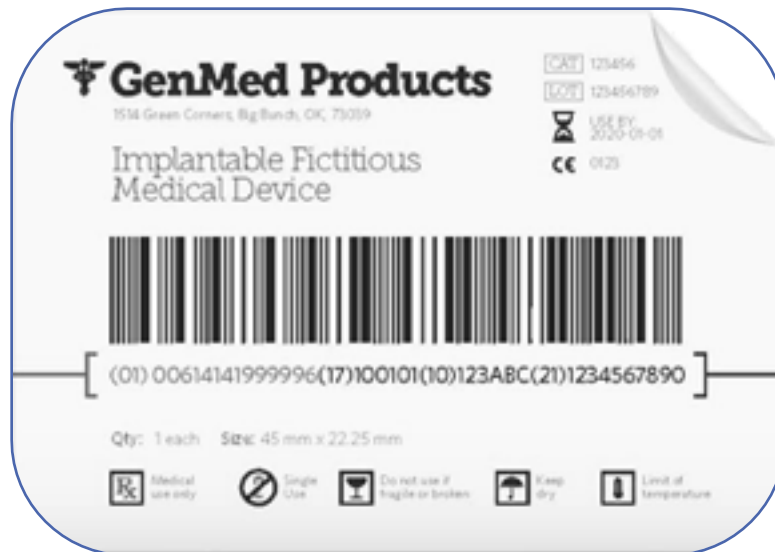 GenMed Products
1514 Green Corners, Big Bunch, OK, 73039
Implantable Fictitious
Medical Device
CAT 123456
LOT 123456789
USE BY:
2020-01-01
CE 0123
(01) 00614141999996(17)100101(10)123ABC(21)1234567890
Qty: 1 each Size: 45 mm x 22.25 mm
Rx Medical
use only
2 Single
Use
Do not use if
fragile or broken
Keep
dry
Limit of
temperature